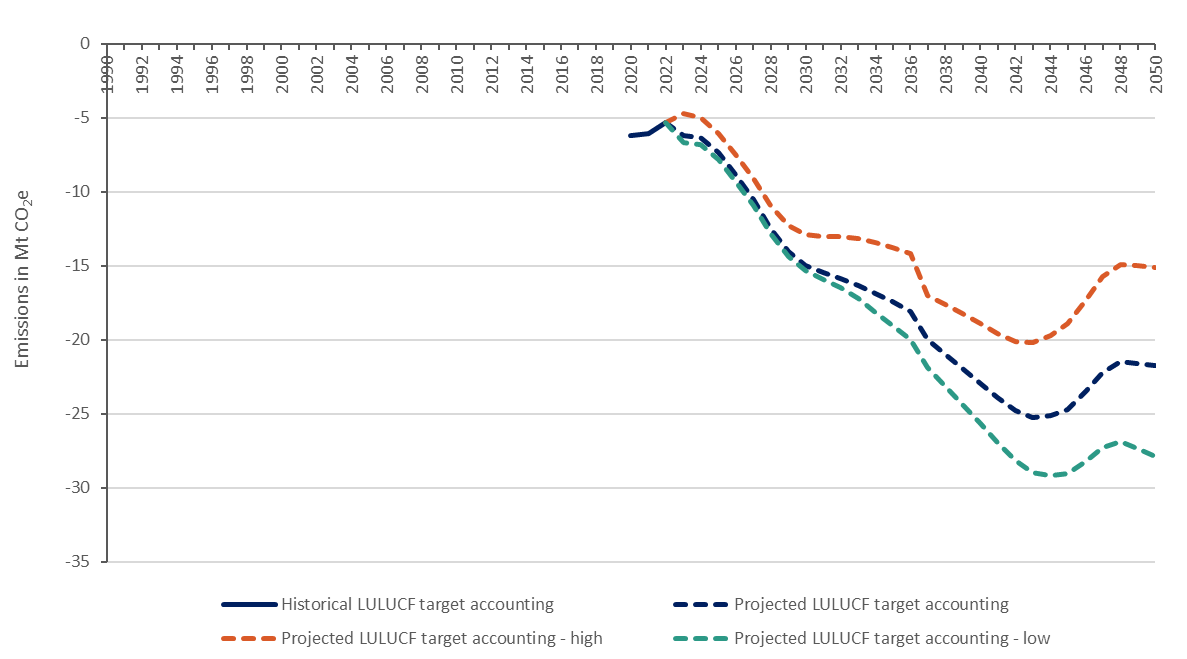 0
-5
-10
-15
-20
-25
-30
-35
1990 1992 1994 1996 1998 2000 2002 2004 2006 2008 2010 2012 2014 2016 2018 2020 2022 2024 2026 2028 2030 2032 2034 2036 2038 2040 2042 2044 2046 2048 2050
Emissions in Mt CO₂e
Historical LULUCF target accounting
Projected LULUCF target accounting
Projected LULUCF target accounting - high
Projected LULUCF target accounting - low